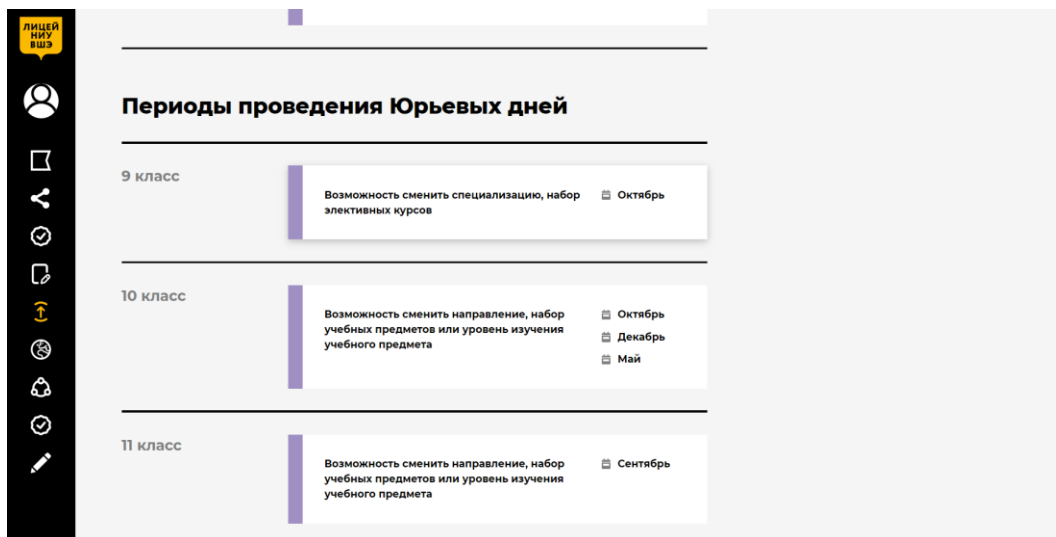 ЛИЦЕЙ
НИУ
ВШЭ
Периоды проведения Юрьевых дней
9 класс
Возможность сменить специализацию, набор
элективных курсов
Октябрь
10 класс
Возможность сменить направление, набор
учебных предметов или уровень изучения
учебного предмета
Октябрь
Декабрь
Май
11 класс
Возможность сменить направление, набор
учебных предметов или уровень изучения
учебного предмета
Сентябрь